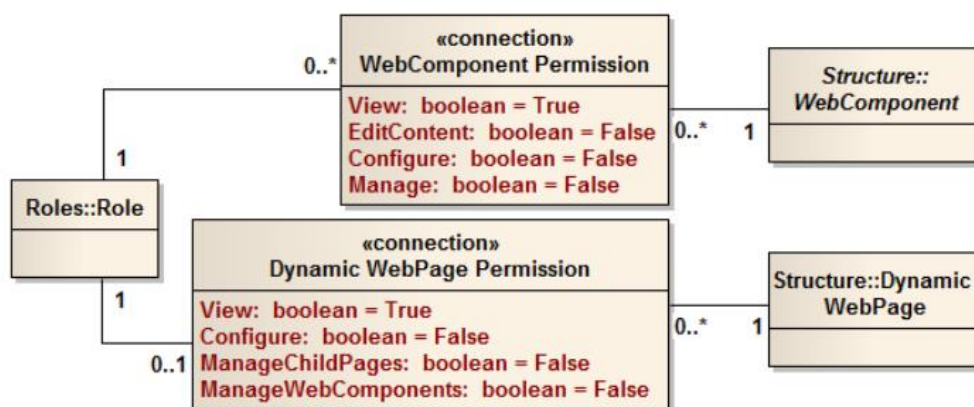 «connection»
WebComponent Permission
View: boolean = True
EditContent: boolean = False
Configure: boolean = False
Manage: boolean = False
0..*
0..*
1
Structure::
WebComponent
1
Roles::Role
1
0..1
«connection»
Dynamic WebPage Permission
View: boolean = True
Configure: boolean = False
ManageChildPages: boolean = False
ManageWebComponents: boolean = False
0..*
1
Structure::Dynamic
WebPage